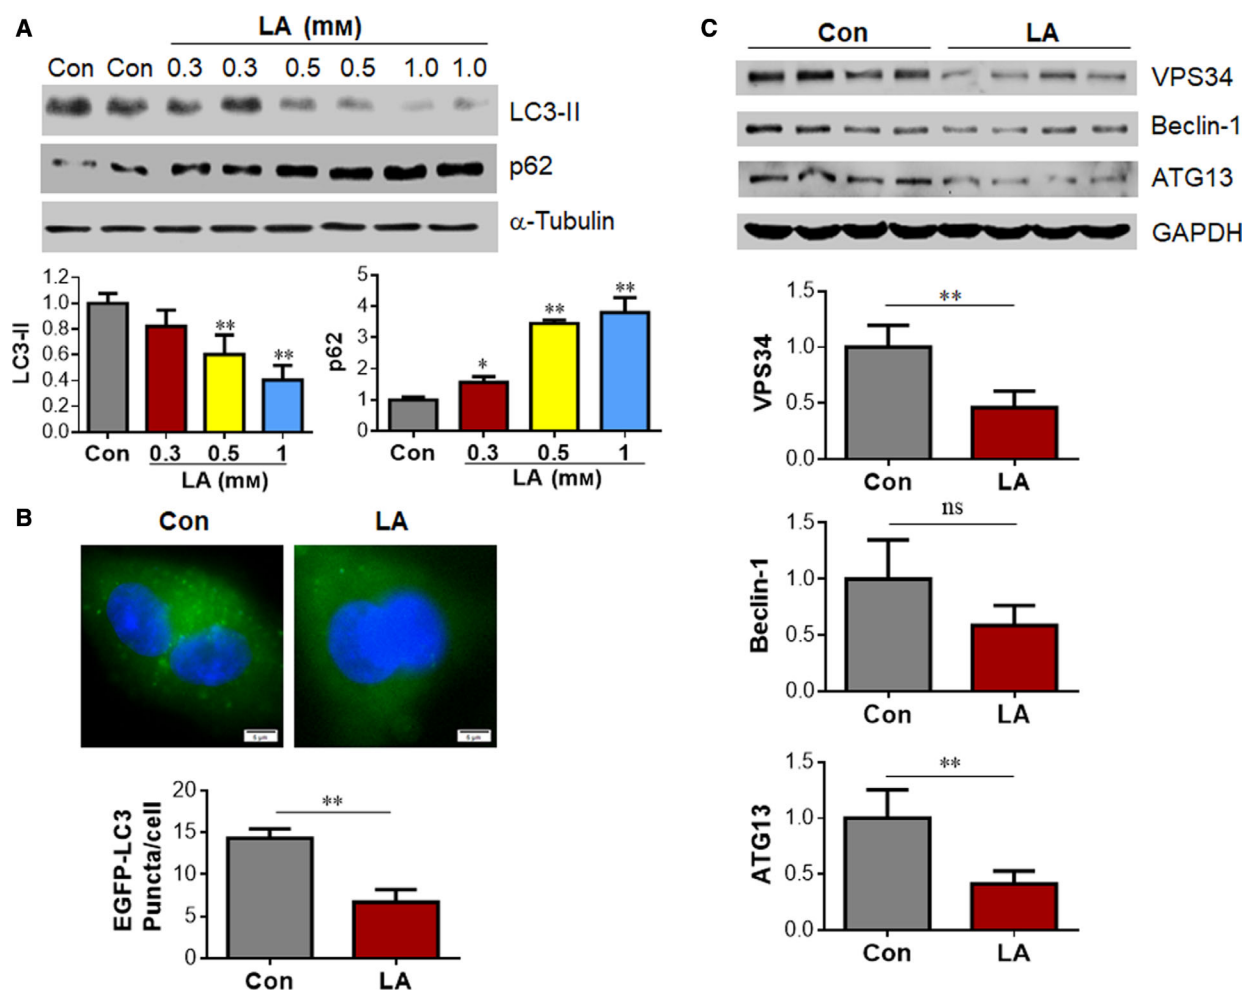 A
LA (mM)
Con Con 0.3 0.3 0.5 0.5 1.0 1.0
LC3-II
p62
α-Tubulin
LC3-II
1.2
1.0
0.8
0.6
0.4
0.2
0.0
**
**
Con 0.3 0.5 1
LA (mM)
p62
5
4
3
2
1
0
*
**
**
Con 0.3 0.5 1
LA (mM)
B
Con LA
5 µm 5 µm
EGFP-LC3
Puncta/cell
20
15
10
5
0
**
Con LA
C
Con LA
VPS34
Beclin-1
ATG13
GAPDH
VPS34
1.5
1.0
0.5
0.0
**
Con LA
Beclin-1
1.5
1.0
0.5
0.0
ns
Con LA
ATG13
1.5
1.0
0.5
0.0
**
Con LA